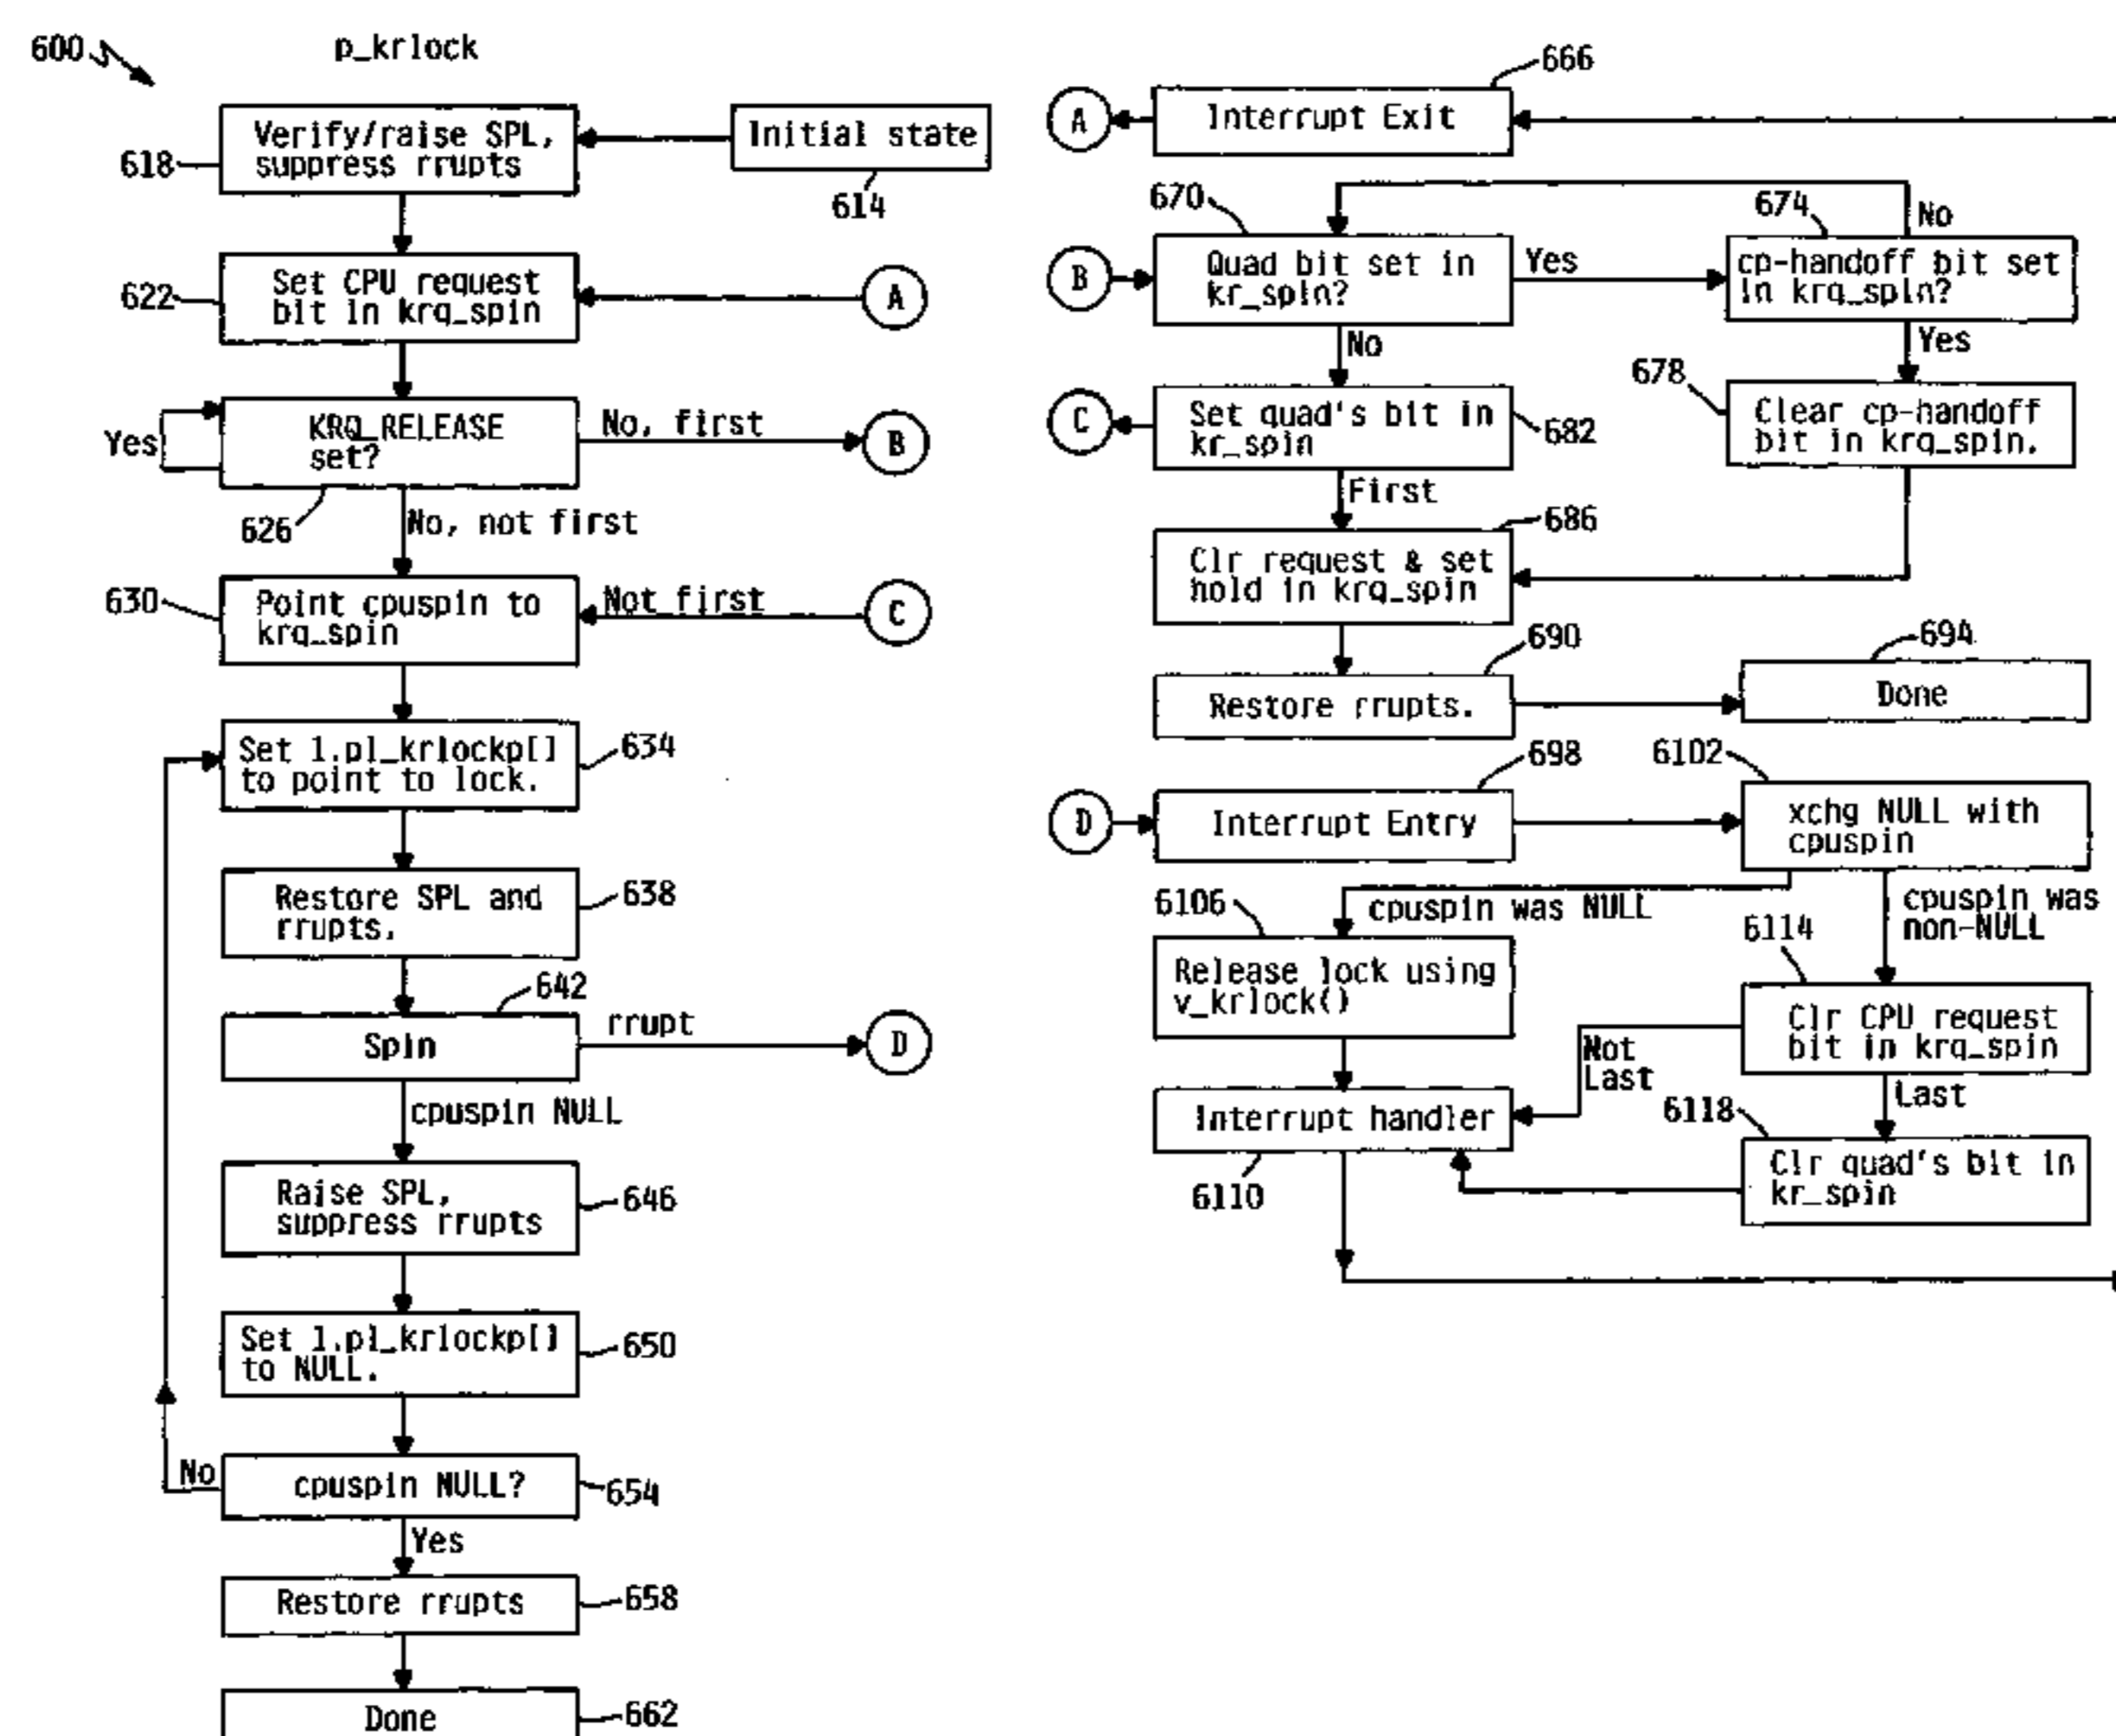 600
p_krlock
Verify/raise SPL,
suppress rrupts
618
Initial state
614
Set CPU request
bit in krq_spin
622
A
KRQ_RELEASE
set?
Yes
No, first
B
626
No, not first
630
Point cpuspin to
krq_spin
Not first
C
Set l.pl_krlockp[]
to point to lock.
634
Restore SPL and
rrupts.
638
642
Spin
rrupt
D
cpuspin NULL
Raise SPL,
suppress rrupts
646
Set l.pl_krlockp[]
to NULL.
650
No
cpuspin NULL?
654
Yes
Restore rrupts
658
Done
662
666
A
Interrupt Exit
670
674
No
B
Quad bit set in
kr_spin?
Yes
cp-handoff bit set
in krq_spin?
No
Yes
678
C
Set quad's bit in
kr_spin
682
Clear cp-handoff
bit in krq_spin.
First
686
Clr request & set
hold in krq_spin
690
694
Restore rrupts.
Done
698
6102
D
Interrupt Entry
xchg NULL with
cpuspin
6106
cpuspin was NULL
cpuspin was
non-NULL
6114
Release lock using
v_krlock()
Clr CPU request
bit in krq_spin
Not
Last
Last
Interrupt handler
6118
6110
Clr quad's bit in
kr_spin